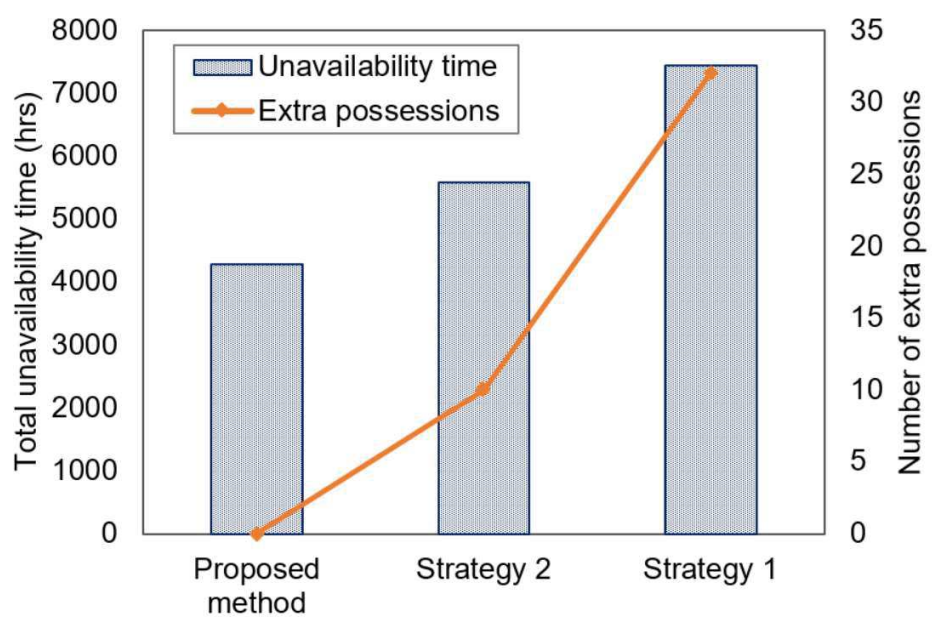 Total unavailability time (hrs)
8000
7000
6000
5000
4000
3000
2000
1000
0
Unavailability time
Extra possessions
35
30
25
20
15
10
5
0
Number of extra possessions
Proposed
method
Strategy 2
Strategy 1